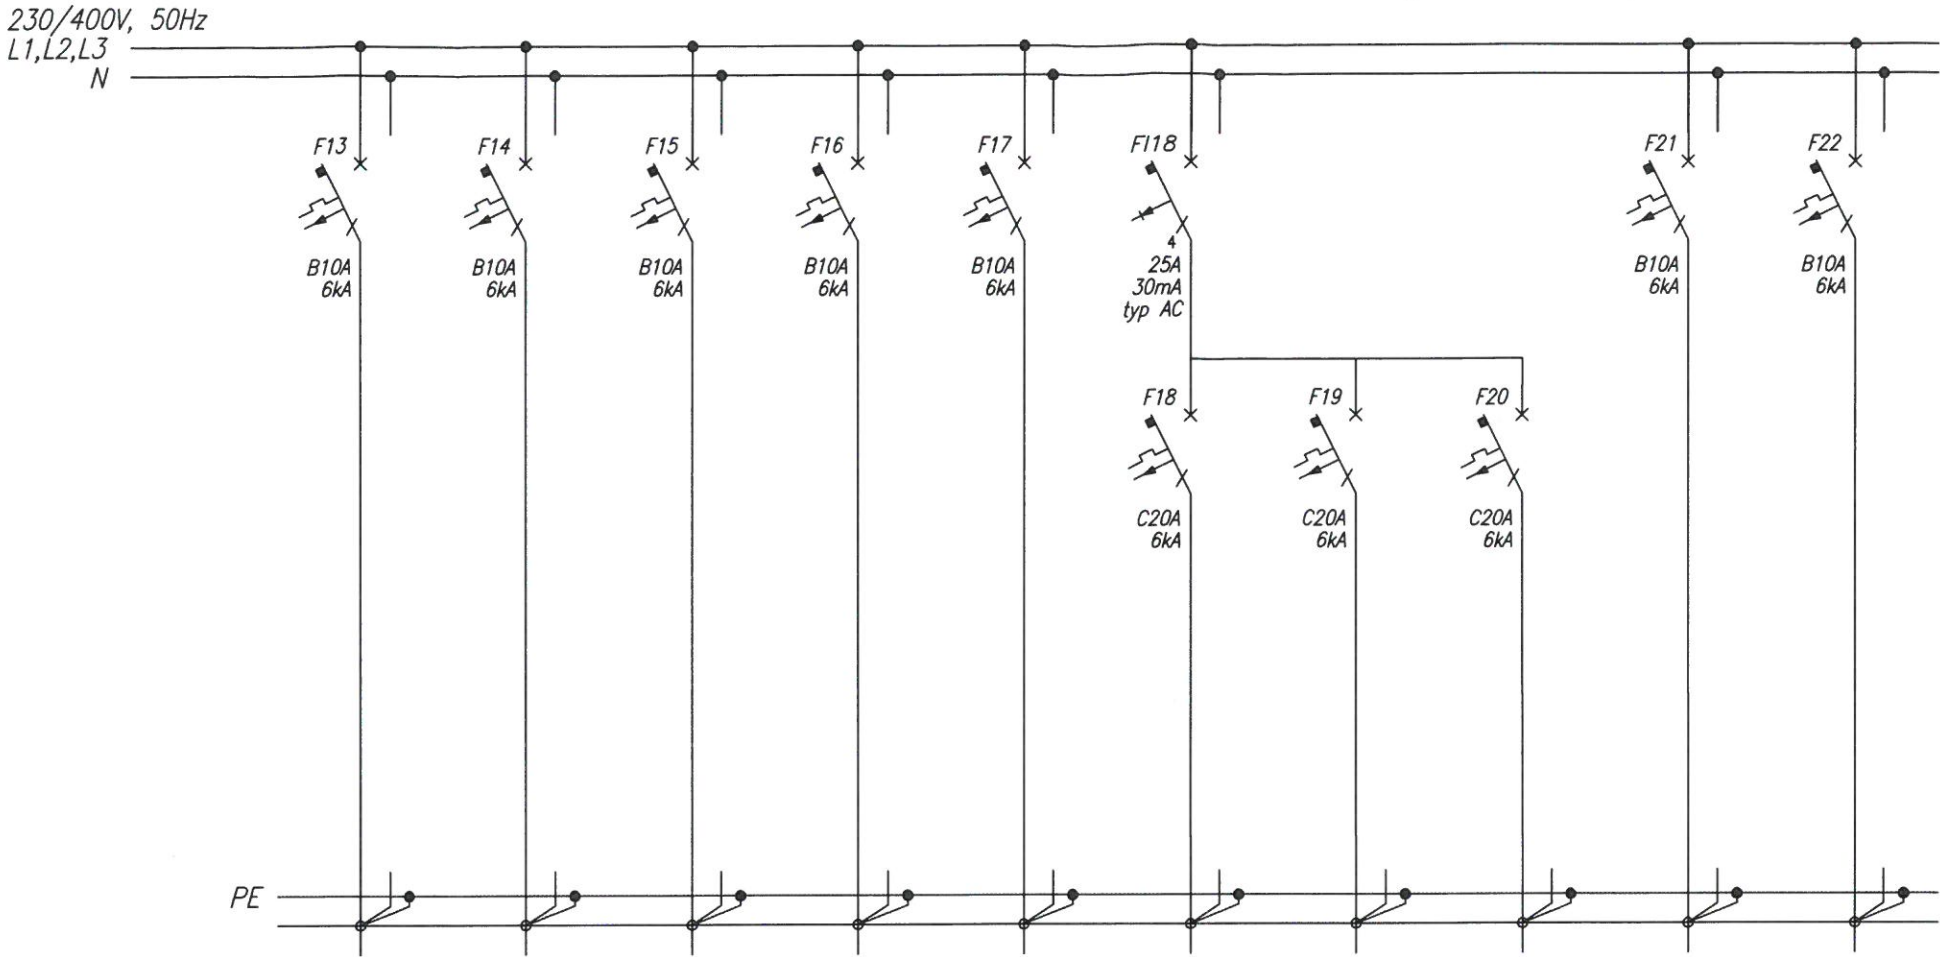 230/400V, 50Hz
L1,L2,L3
N
F13
F14
F15
F16
F17
FI18
F21
F22
B10A
6kA
B10A
6kA
B10A
6kA
B10A
6kA
B10A
6kA
4
25A
30mA
typ AC
B10A
6kA
B10A
6kA
F18
F19
F20
C20A
6kA
C20A
6kA
C20A
6kA
PE